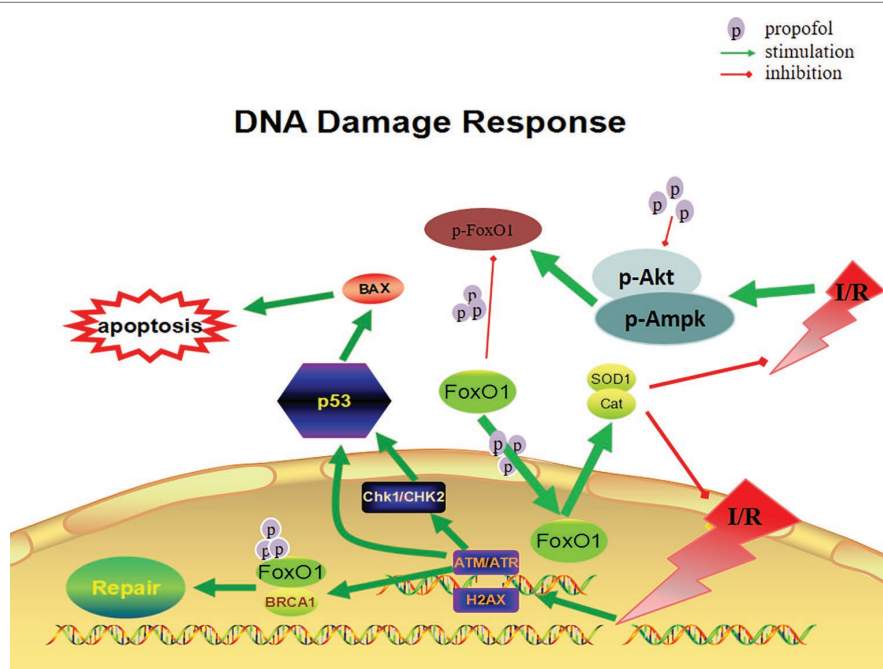 p propofol
stimulation
inhibition
DNA Damage Response
p
p
p
p-FoxO1
p-Akt
I/R
BAX
p
p
p
p-Ampk
apoptosis
SOD1
FoxO1
p53
Cat
p
p
p
Chk1/CHK2
I/R
p
p
p
FoxO1
ATM/ATR
FoxO1
Repair
BRCA1
H2AX